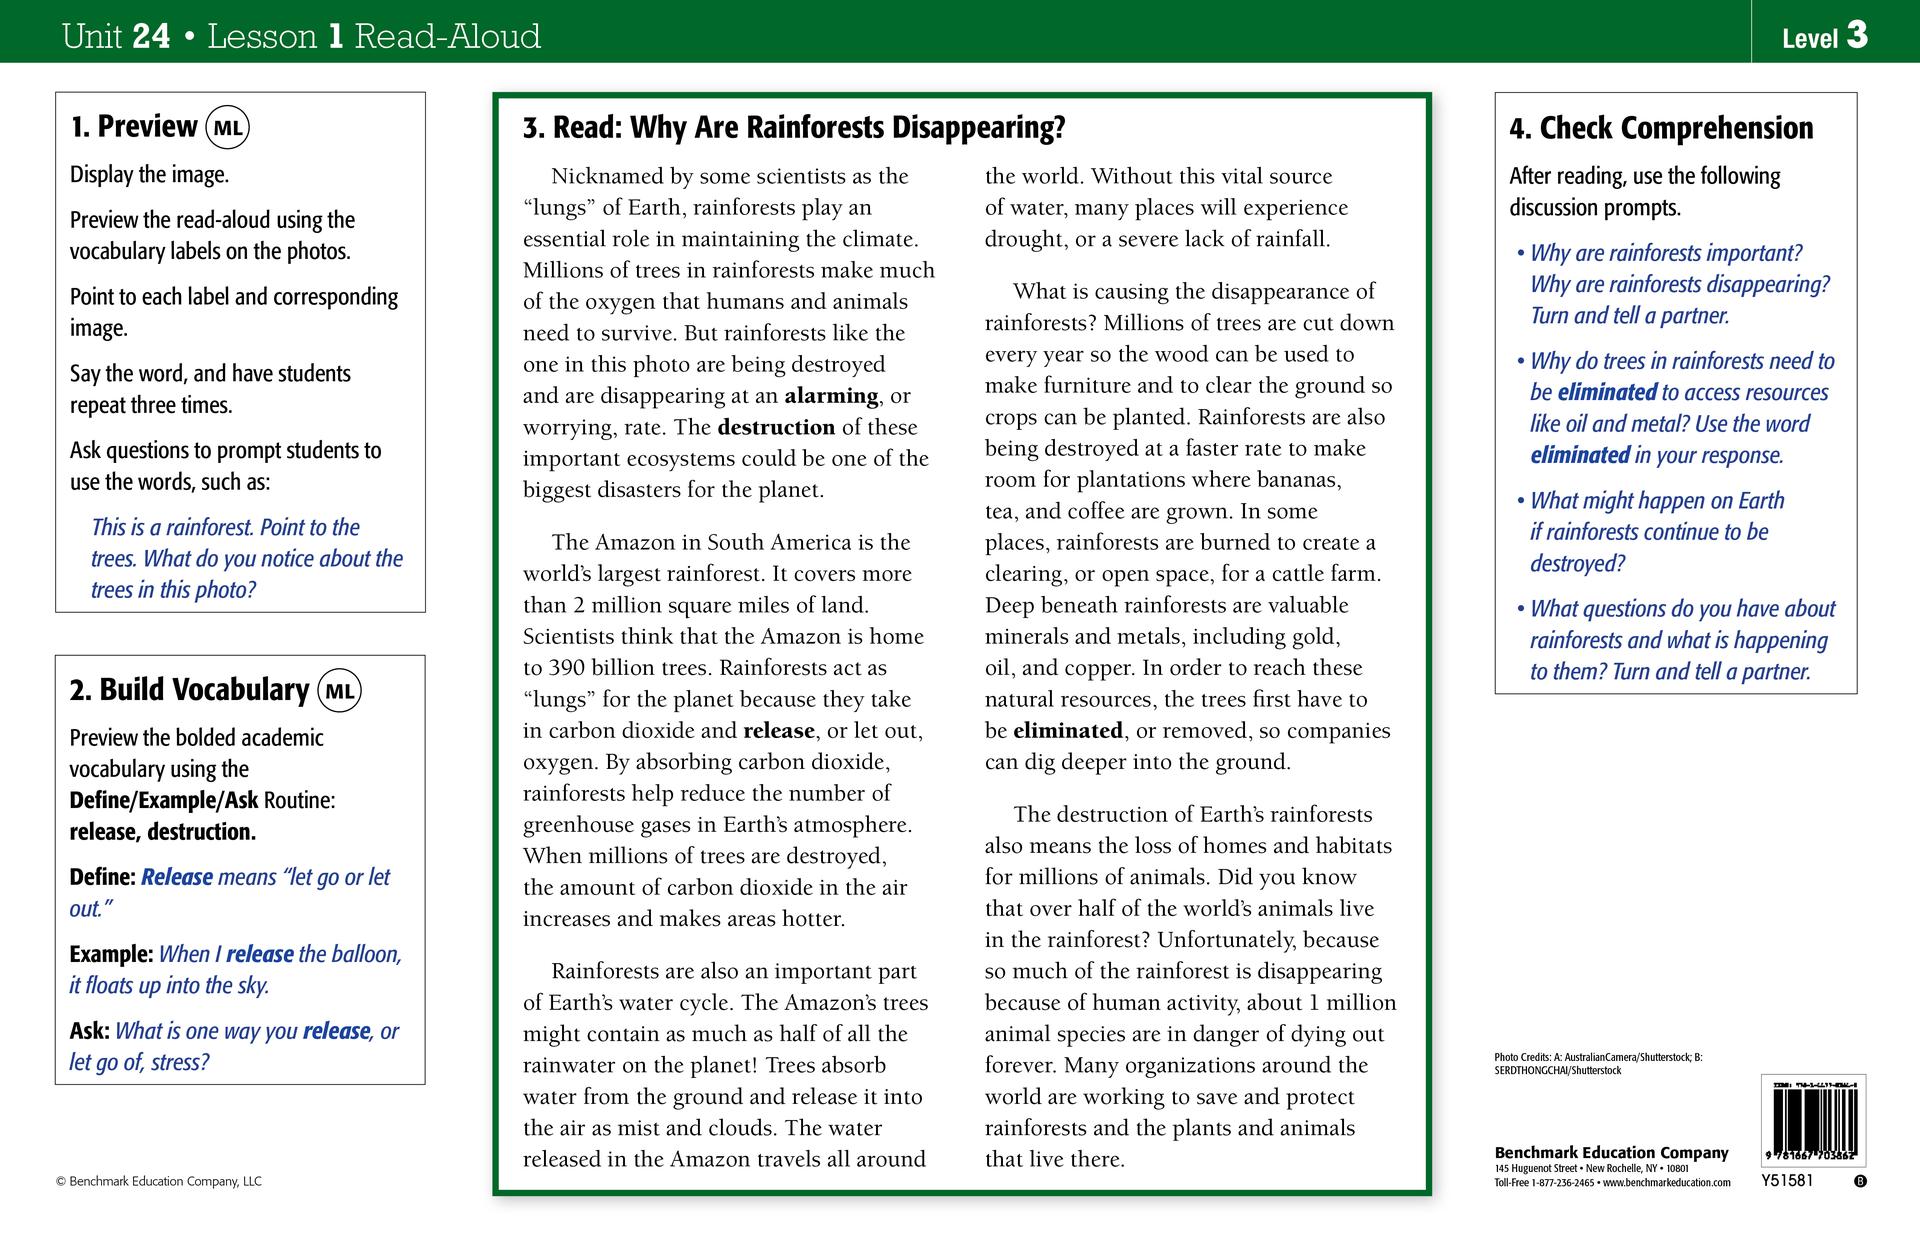 Unit 24 • Lesson 1 Read-Aloud
Level 3
1. Preview ML
Display the image.
Preview the read-aloud using the
vocabulary labels on the photos.
Point to each label and corresponding
image.
Say the word, and have students
repeat three times.
Ask questions to prompt students to
use the words, such as:
This is a rainforest. Point to the
trees. What do you notice about the
trees in this photo?
2. Build Vocabulary ML
Preview the bolded academic
vocabulary using the
Define/Example/Ask Routine:
release, destruction.
Define: Release means “let go or let
out.”
Example: When I release the balloon,
it floats up into the sky.
Ask: What is one way you release, or
let go of, stress?
© Benchmark Education Company, LLC
3. Read: Why Are Rainforests Disappearing?
Nicknamed by some scientists as the
“lungs” of Earth, rainforests play an
essential role in maintaining the climate.
Millions of trees in rainforests make much
of the oxygen that humans and animals
need to survive. But rainforests like the
one in this photo are being destroyed
and are disappearing at an alarming, or
worrying, rate. The destruction of these
important ecosystems could be one of the
biggest disasters for the planet.
The Amazon in South America is the
world’s largest rainforest. It covers more
than 2 million square miles of land.
Scientists think that the Amazon is home
to 390 billion trees. Rainforests act as
“lungs” for the planet because they take
in carbon dioxide and release, or let out,
oxygen. By absorbing carbon dioxide,
rainforests help reduce the number of
greenhouse gases in Earth’s atmosphere.
When millions of trees are destroyed,
the amount of carbon dioxide in the air
increases and makes areas hotter.
Rainforests are also an important part
of Earth’s water cycle. The Amazon’s trees
might contain as much as half of all the
rainwater on the planet! Trees absorb
water from the ground and release it into
the air as mist and clouds. The water
released in the Amazon travels all around
the world. Without this vital source
of water, many places will experience
drought, or a severe lack of rainfall.
What is causing the disappearance of
rainforests? Millions of trees are cut down
every year so the wood can be used to
make furniture and to clear the ground so
crops can be planted. Rainforests are also
being destroyed at a faster rate to make
room for plantations where bananas,
tea, and coffee are grown. In some
places, rainforests are burned to create a
clearing, or open space, for a cattle farm.
Deep beneath rainforests are valuable
minerals and metals, including gold,
oil, and copper. In order to reach these
natural resources, the trees first have to
be eliminated, or removed, so companies
can dig deeper into the ground.
The destruction of Earth’s rainforests
also means the loss of homes and habitats
for millions of animals. Did you know
that over half of the world’s animals live
in the rainforest? Unfortunately, because
so much of the rainforest is disappearing
because of human activity, about 1 million
animal species are in danger of dying out
forever. Many organizations around the
world are working to save and protect
rainforests and the plants and animals
that live there.
4. Check Comprehension
After reading, use the following
discussion prompts.
• Why are rainforests important?
Why are rainforests disappearing?
Turn and tell a partner.
• Why do trees in rainforests need to
be eliminated to access resources
like oil and metal? Use the word
eliminated in your response.
• What might happen on Earth
if rainforests continue to be
destroyed?
• What questions do you have about
rainforests and what is happening
to them? Turn and tell a partner.
Photo Credits: A: AustralianCamera/Shutterstock; B:
SERDTHONGCHAI/Shutterstock
Benchmark Education Company
145 Huguenot Street • New Rochelle, NY • 10801
Toll-Free 1-877-236-2465 • www.benchmarkeducation.com
9 781667 703862
Y51581
B